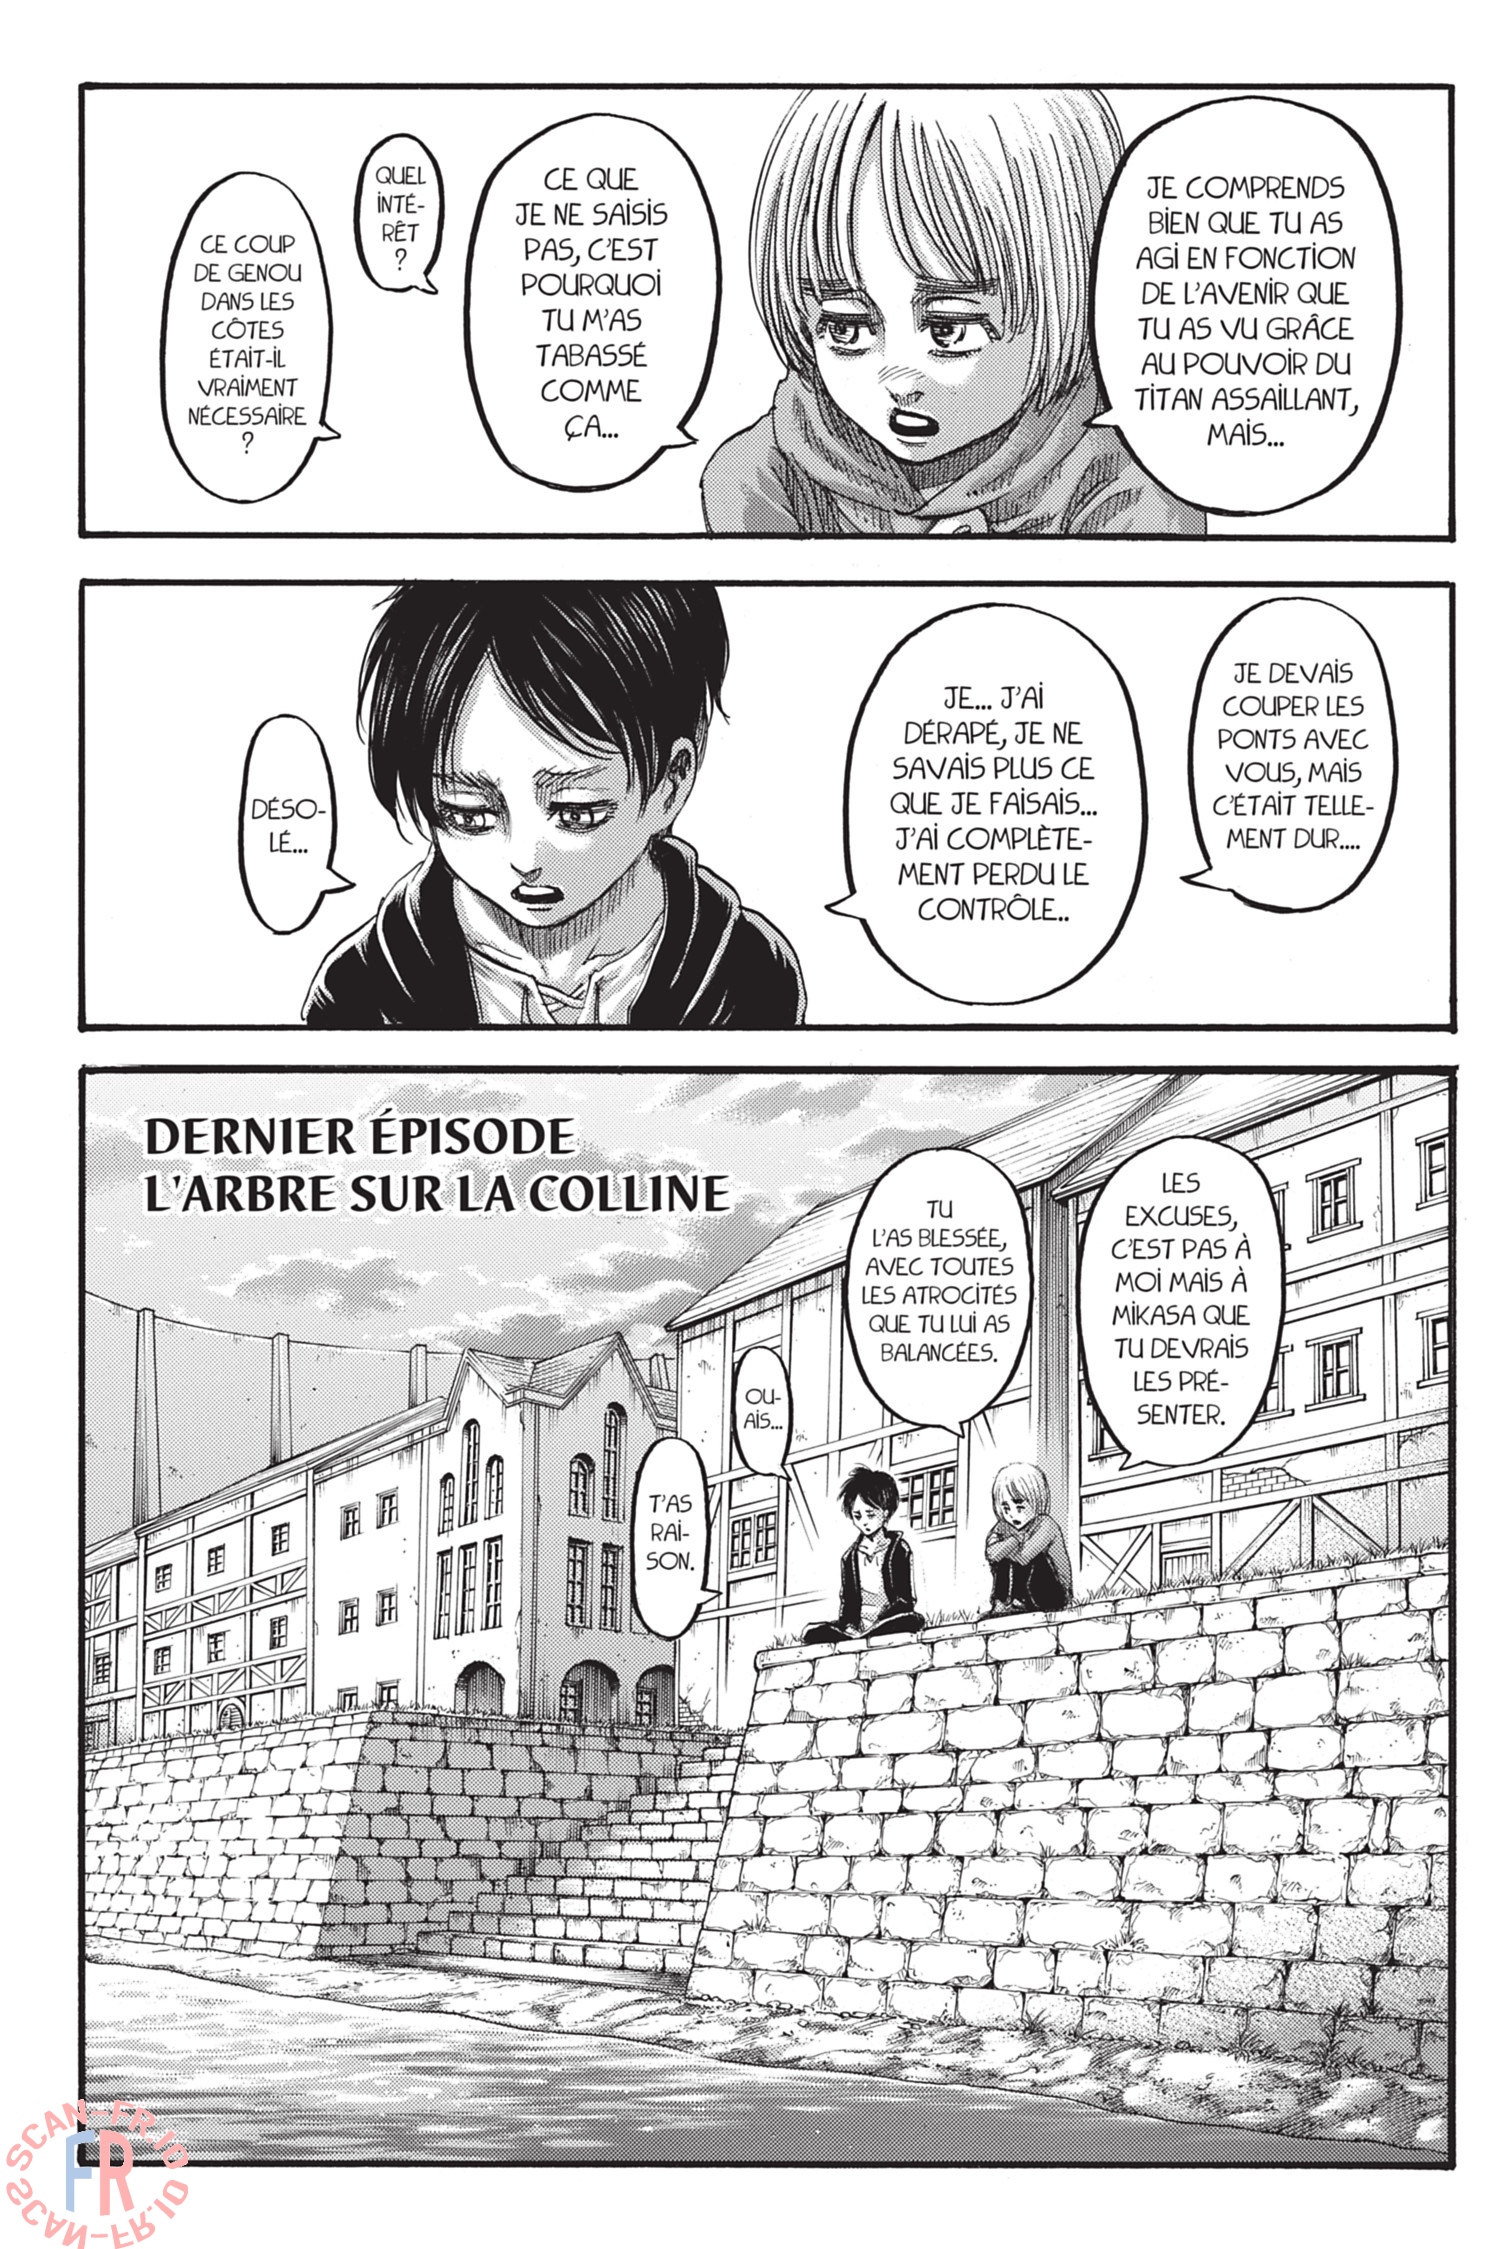 JE COMPRENDS
BIEN QUE TU AS
AGI EN FONCTION
DE L'AVENIR QUE
TU AS VU GRÂCE
AU POUVOIR DU
TITAN ASSAILLANT,
MAIS...
CE QUE
JE NE SAISIS
PAS, C'EST
POURQUOI
TU M'AS
TABASSÉ
COMME
ÇA...
QUEL
INTÉ-
RÊT
?
CE COUP
DE GENOU
DANS LES
CÔTES
ÉTAIT-IL
VRAIMENT
NÉCESSAIRE
?
JE DEVAIS
COUPER LES
PONTS AVEC
VOUS, MAIS
C'ÉTAIT TELLE-
MENT DUR....
JE... J'AI
DÉRAPÉ, JE NE
SAVAIS PLUS CE
QUE JE FAISAIS...
J'AI COMPLÈTE-
MENT PERDU LE
CONTRÔLE..
DÉSO-
LÉ...
DERNIER ÉPISODE
L'ARBRE SUR LA COLLINE
LES
EXCUSES,
C'EST PAS À
MOI MAIS À
MIKASA QUE
TU DEVRAIS
LES PRÉ-
SENTER.
TU
L'AS BLESSÉE,
AVEC TOUTES
LES ATROCITÉS
QUE TU LUI AS
BALANCÉES.
OU-
AIS...
T'AS
RAI-
SON.
SCAN-FR.ID
FR
SCAN-FR.ID